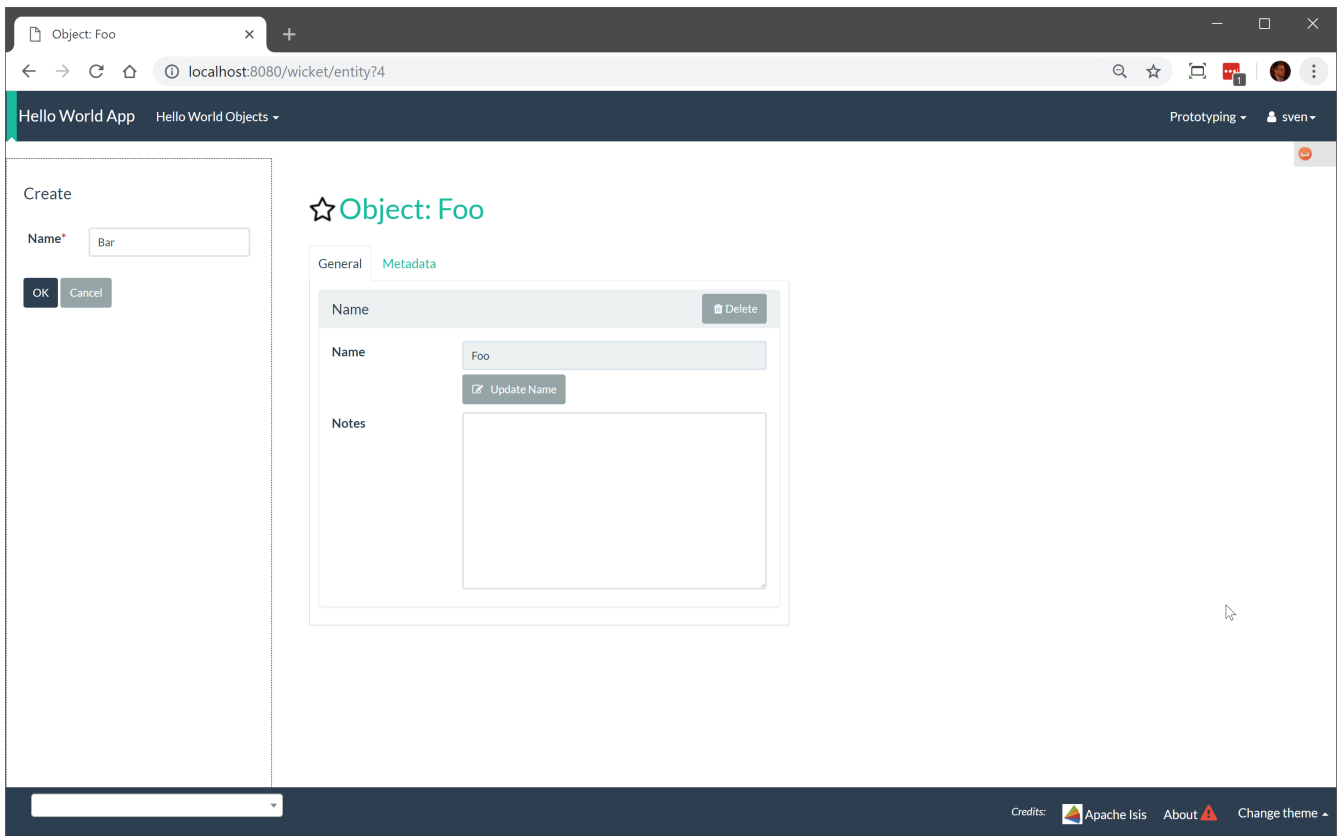 Object: Foo
localhost:8080/wicket/entity?4
1
Hello World App Hello World Objects Prototyping sven
Create
Name* Bar
OK Cancel
Object: Foo
General Metadata
Name Delete
Name Foo
Update Name
Notes
Credits: Apache Isis About Change theme